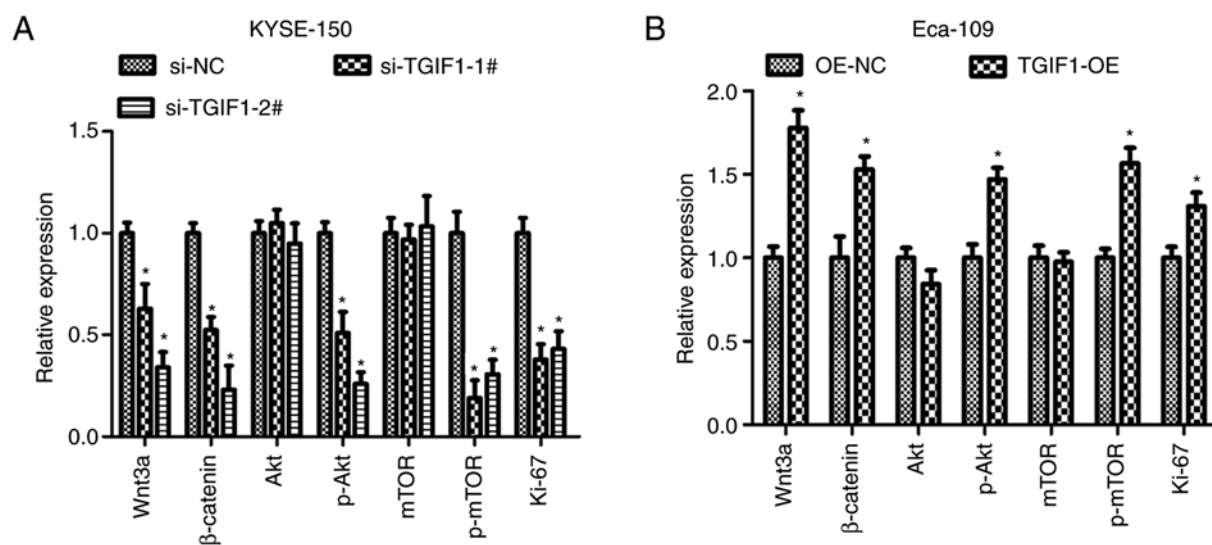 A
KYSE-150
si-NC
si-TGIF1-1#
si-TGIF1-2#
Relative expression
1.5
1.0
0.5
0.0
* * * * * * * * * *
Wnt3a
β-catenin
Akt
p-Akt
mTOR
p-mTOR
Ki-67
B
Eca-109
OE-NC
TGIF1-OE
Relative expression
2.0
1.5
1.0
0.5
0.0
* * * * *
Wnt3a
β-catenin
Akt
p-Akt
mTOR
p-mTOR
Ki-67